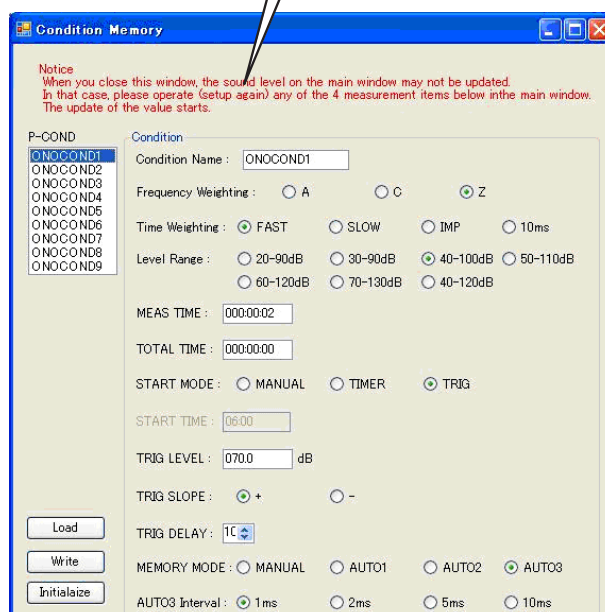 Condition Memory
Notice
When you close this window, the sound level on the main window may not be updated.
In that case, please operate (setup again) any of the 4 measurement items below inthe main window.
The update of the value starts.
P-COND
ONOCOND1
ONOCOND2
ONOCOND3
ONOCOND4
ONOCOND5
ONOCOND6
ONOCOND7
ONOCOND8
ONOCOND9
Load
Write
Initialaize
Condition
Condition Name : ONOCOND1
Frequency Weighting : A C Z
Time Weighting : FAST SLOW IMP 10ms
Level Range : 20-90dB 30-90dB 40-100dB 50-110dB
60-120dB 70-130dB 40-120dB
MEAS TIME : 000:00:02
TOTAL TIME : 000:00:00
START MODE : MANUAL TIMER TRIG
START TIME : 06:00
TRIG LEVEL : 070.0 dB
TRIG SLOPE : + -
TRIG DELAY :
MEMORY MODE : MANUAL AUTO1 AUTO2 AUTO3
AUTO3 Interval : 1ms 2ms 5ms 10ms